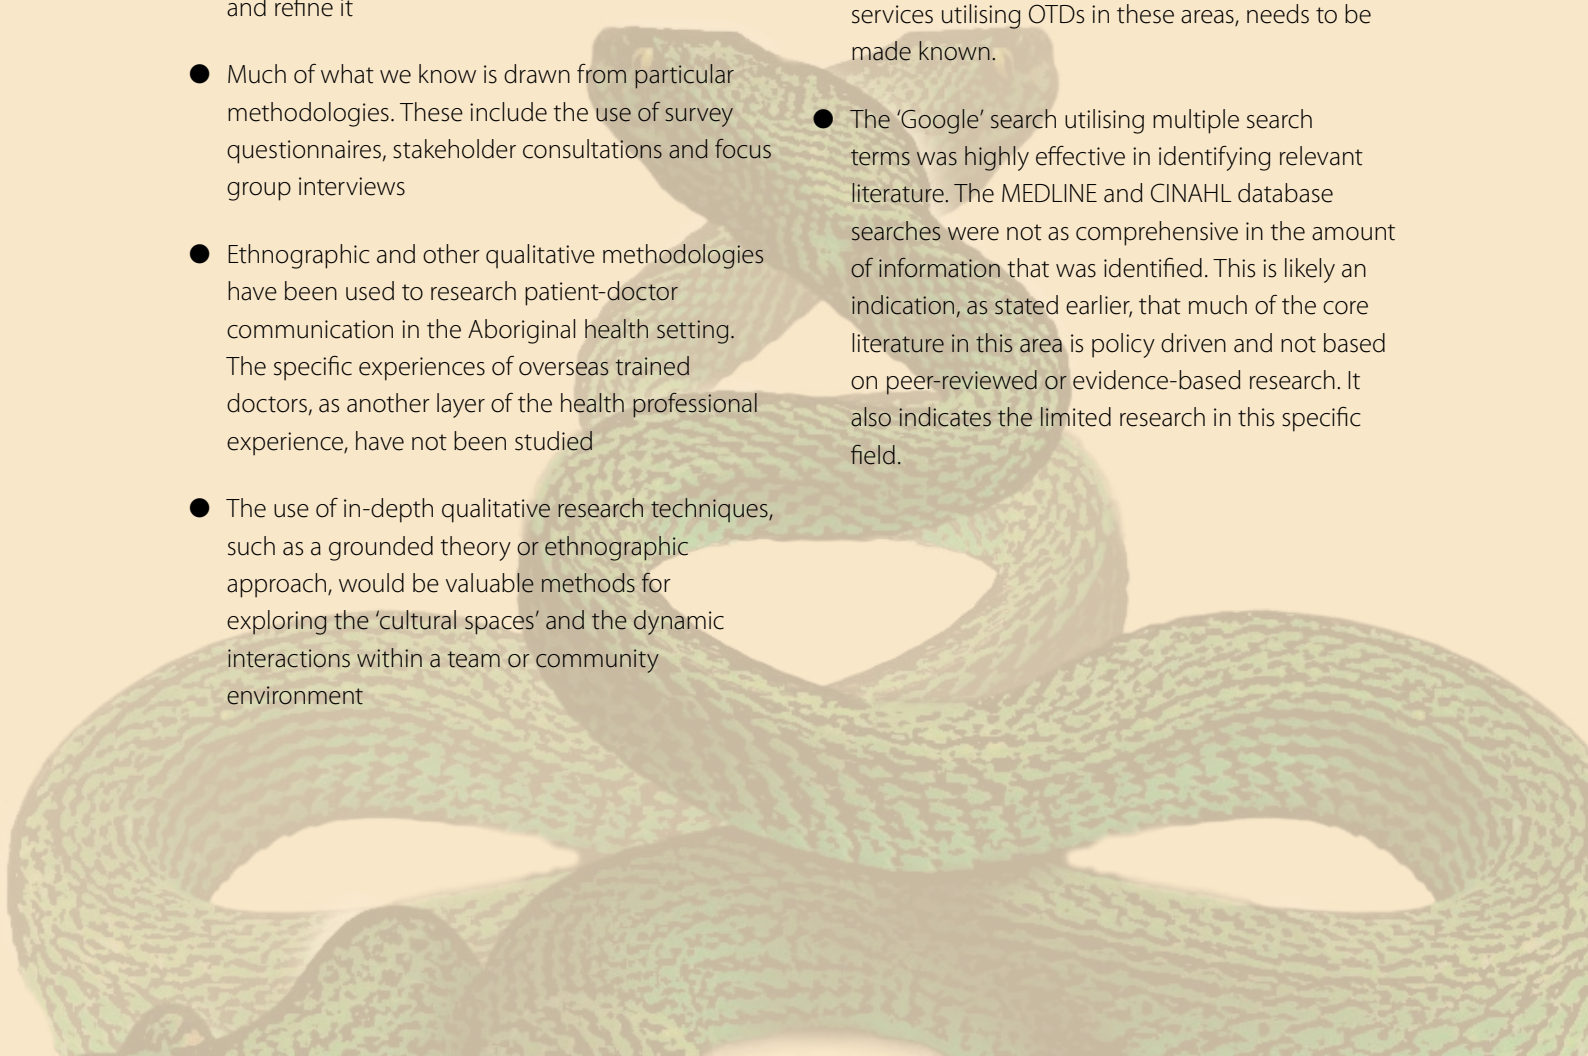 and refine it
● Much of what we know is drawn from particular
methodologies. These include the use of survey
questionnaires, stakeholder consultations and focus
group interviews
● Ethnographic and other qualitative methodologies
have been used to research patient-doctor
communication in the Aboriginal health setting.
The specific experiences of overseas trained
doctors, as another layer of the health professional
experience, have not been studied
● The use of in-depth qualitative research techniques,
such as a grounded theory or ethnographic
approach, would be valuable methods for
exploring the ‘cultural spaces’ and the dynamic
interactions within a team or community
environment
services utilising OTDs in these areas, needs to be
made known.
● The ‘Google’ search utilising multiple search
terms was highly effective in identifying relevant
literature. The MEDLINE and CINAHL database
searches were not as comprehensive in the amount
of information that was identified. This is likely an
indication, as stated earlier, that much of the core
literature in this area is policy driven and not based
on peer-reviewed or evidence-based research. It
also indicates the limited research in this specific
field.